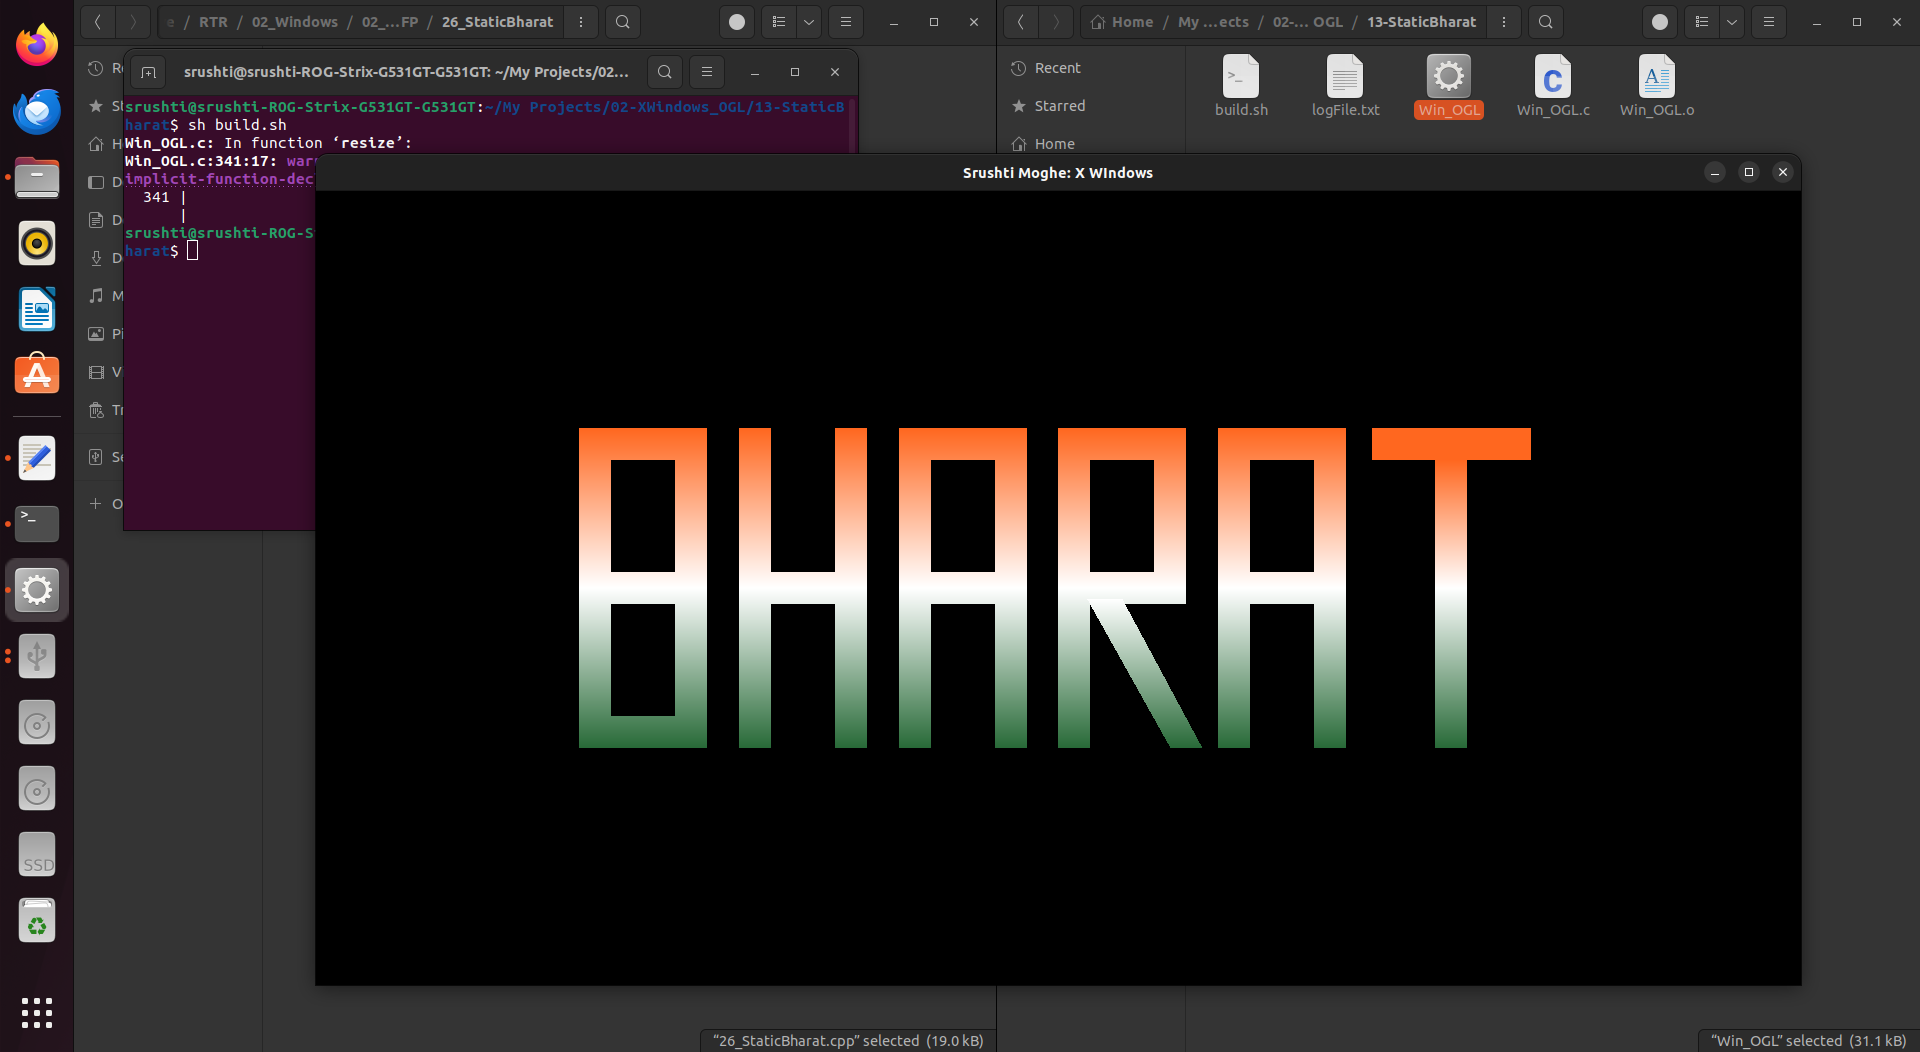 RTR / 02_Windows / 02_...FP / 26_StaticBharat
Home / My ...ects / 02-... OGL / 13-StaticBharat
srushti@srushti-ROG-Strix-G531GT-G531GT: ~/My Projects/02...
srushti@srushti-ROG-Strix-G531GT-G531GT:~/My Projects/02-XWindows_OGL/13-StaticB
harat$ sh build.sh
Win_OGL.c: In function ‘resize’:
Win_OGL.c:341:17: warn
implicit-function-dec
341 |
|
srushti@srushti-ROG-S
harat$
Recent
Starred
Home
build.sh
logFile.txt
Win_OGL
Win_OGL.c
Win_OGL.o
Srushti Moghe: X WIndows
BHARAT
SSD
“26_StaticBharat.cpp” selected (19.0 kB)
“Win_OGL” selected (31.1 kB)